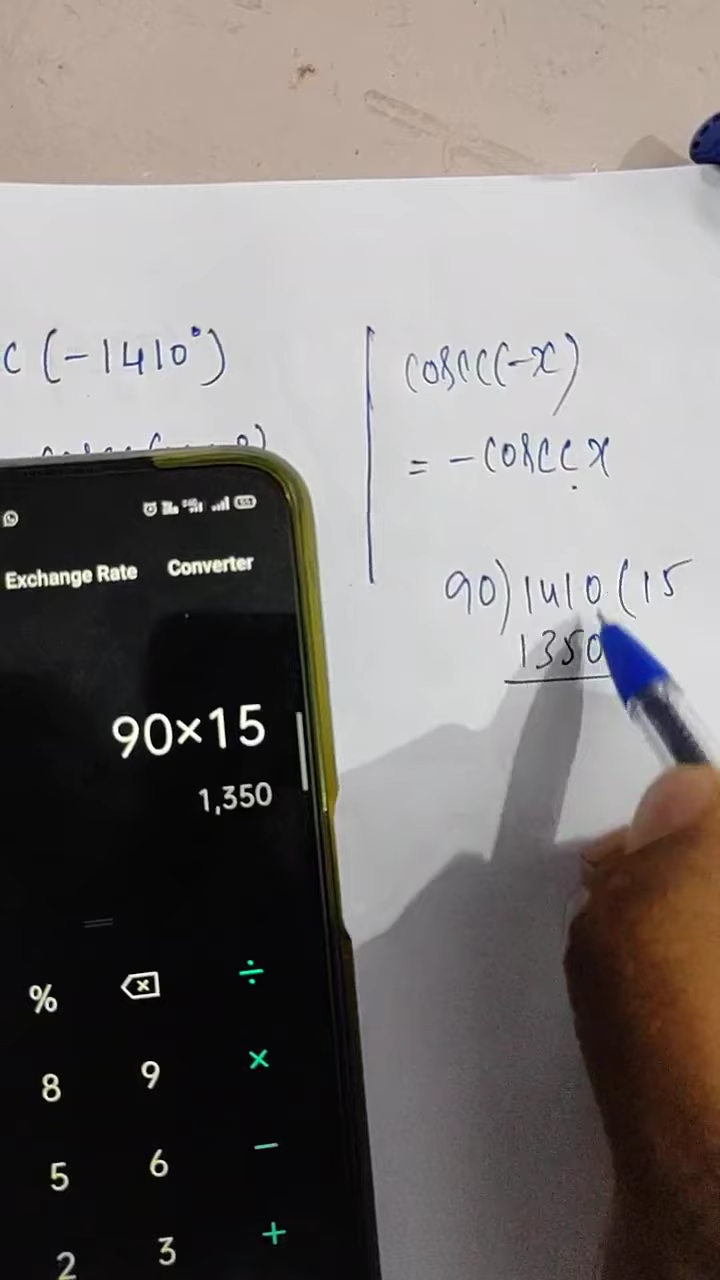 c (-1410°)
cosec(-x)
= -cosec x
90)1410(15
1350
Exchange Rate Converter
90×15
1,350
% ÷
8 9 ×
5 6 −
2 3 +